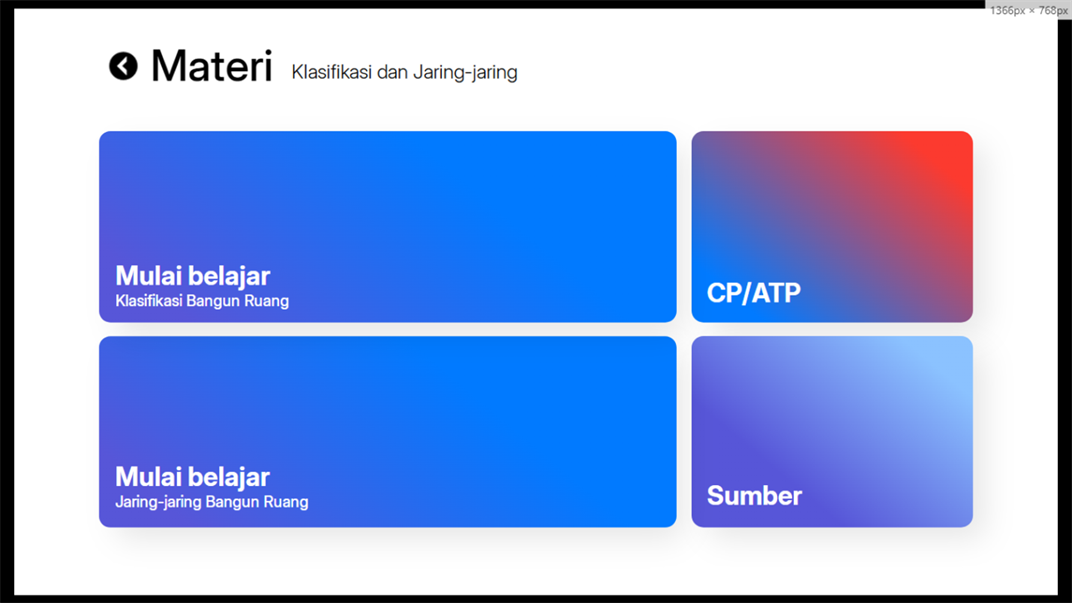 1366px × 768px
Materi Klasifikasi dan Jaring-jaring
Mulai belajar
Klasifikasi Bangun Ruang
CP/ATP
Mulai belajar
Jaring-jaring Bangun Ruang
Sumber